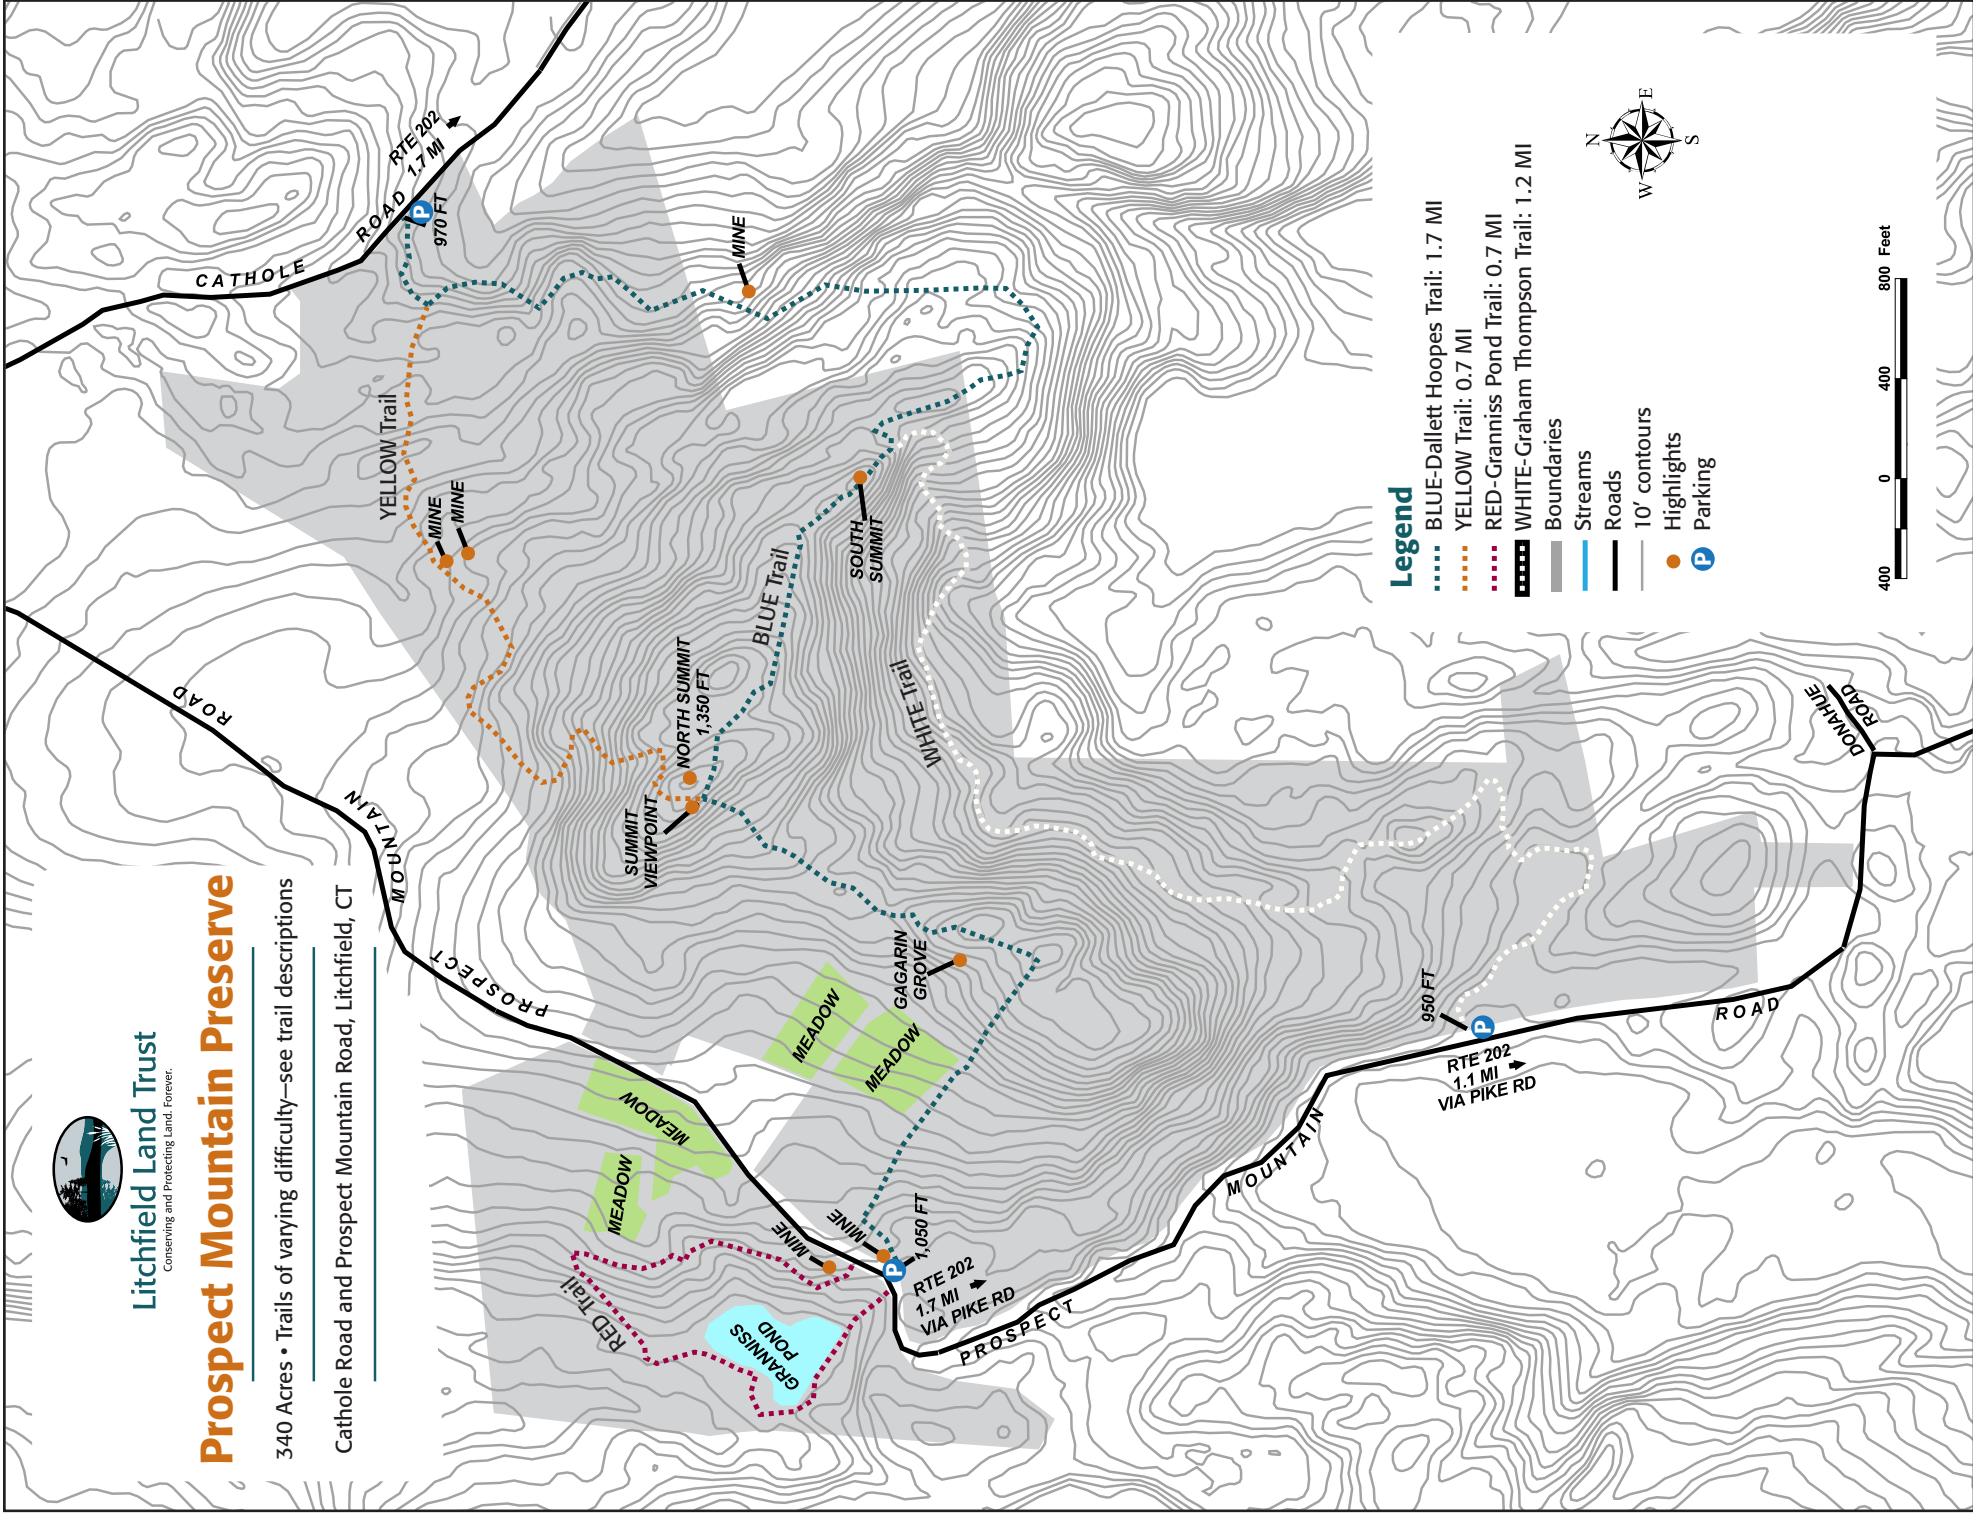 Litchfield Land Trust
Conserving and Protecting Land. Forever.
Prospect Mountain Preserve
340 Acres • Trails of varying difficulty—see trail descriptions
Cathole Road and Prospect Mountain Road, Litchfield, CT
CATHOLE
ROAD
RTE 202
1.7 MI
P
970 FT
MINE
YELLOW Trail
MINE
MINE
ROAD
MOUNTAIN
PROSPECT
NORTH SUMMIT
1,350 FT
SUMMIT
VIEWPOINT
BLUE Trail
SOUTH
SUMMIT
WHITE Trail
GAGARIN
GROVE
MEADOW
MEADOW
MEADOW
MEADOW
RED Trail
GRANNISS
POND
MINE
MINE
P
1,050 FT
RTE 202
1.7 MI
VIA PIKE RD
PROSPECT
MOUNTAIN
950 FT
P
RTE 202
1.1 MI
VIA PIKE RD
ROAD
DONAHUE
ROAD
Legend
BLUE-Dallett Hoopes Trail: 1.7 MI
YELLOW Trail: 0.7 MI
RED-Granniss Pond Trail: 0.7 MI
WHITE-Graham Thompson Trail: 1.2 MI
Boundaries
Streams
Roads
10’ contours
Highlights
P Parking
N
W E
S
400 0 400 800 Feet